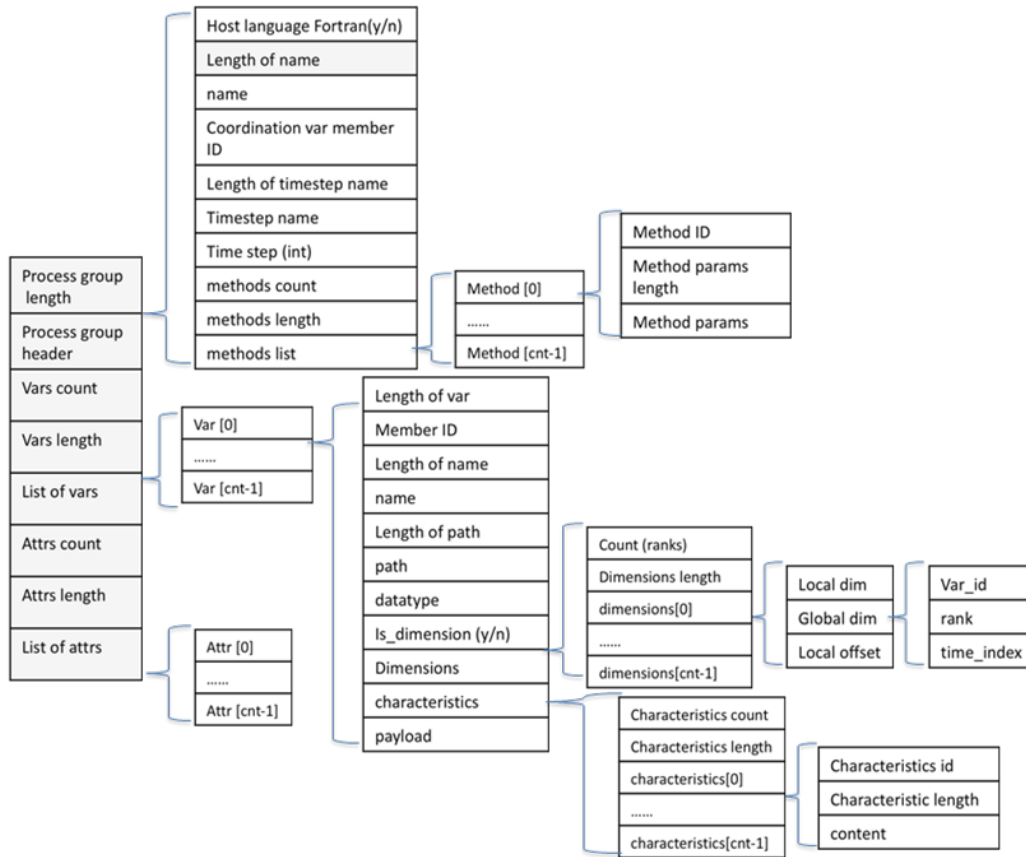 Host language Fortran(y/n)
Length of name
name
Coordination var member
ID
Length of timestep name
Timestep name
Time step (int)
methods count
methods length
methods list
Method [0]
......
Method [cnt-1]
Method ID
Method params
length
Method params
Process group
length
Process group
header
Vars count
Vars length
List of vars
Attrs count
Attrs length
List of attrs
Var [0]
......
Var [cnt-1]
Attr [0]
......
Attr [cnt-1]
Length of var
Member ID
Length of name
name
Length of path
path
datatype
Is_dimension (y/n)
Dimensions
characteristics
payload
Count (ranks)
Dimensions length
dimensions[0]
......
dimensions[cnt-1]
Local dim
Global dim
Local offset
Var_id
rank
time_index
Characteristics count
Characteristics length
characteristics[0]
......
characteristics[cnt-1]
Characteristics id
Characteristic length
content